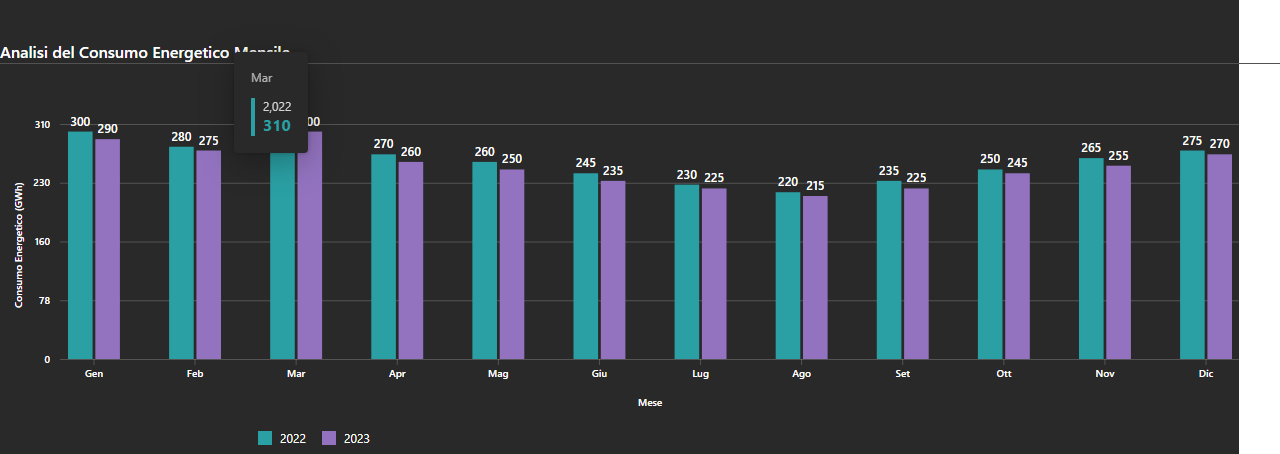 Analisi del Consumo Energetico Mensile
Mar
2,022
310
300 290 280 275 00 270 260 260 250 245 235 230 225 220 215 235 225 250 245 265 255 275 270
310
230
160
78
0
Consumo Energetico (GWh)
Gen Feb Mar Apr Mag Giu Lug Ago Set Ott Nov Dic
Mese
2022 2023